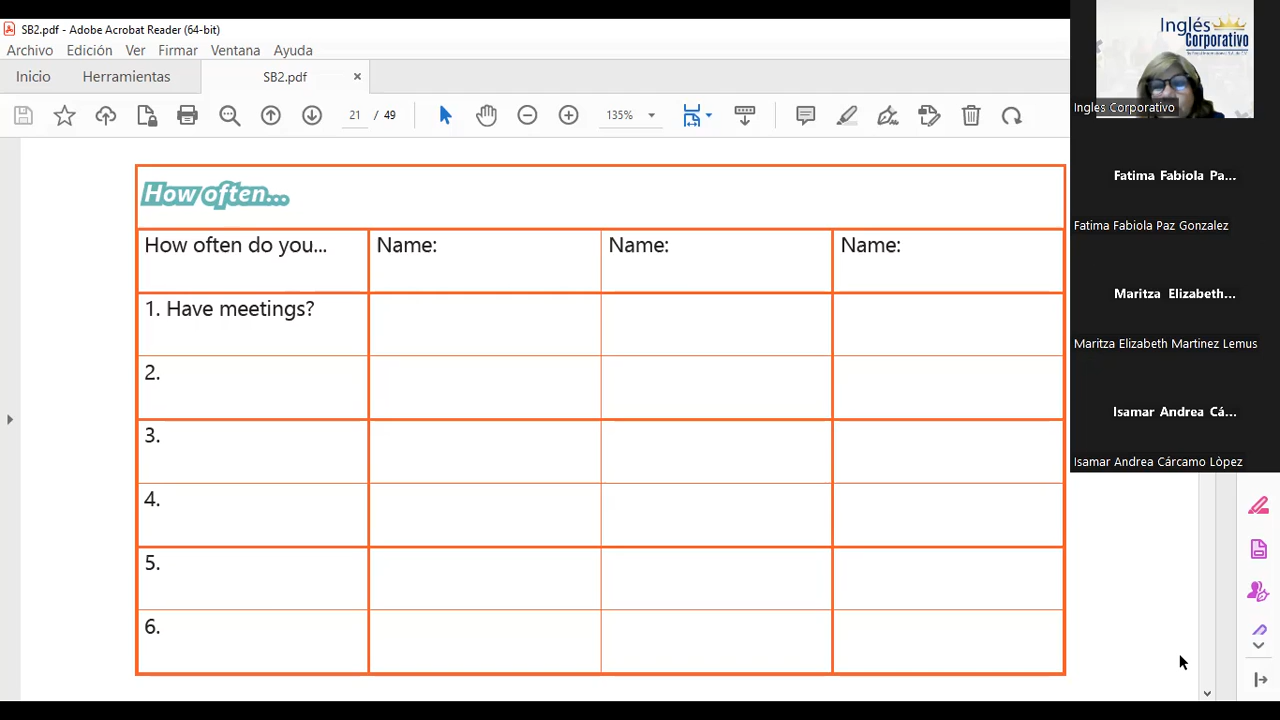 SB2.pdf - Adobe Acrobat Reader (64-bit)
Archivo Edición Ver Firmar Ventana Ayuda
Inicio Herramientas SB2.pdf ×
21 / 49 135%
How often...
How often do you... Name: Name: Name:
1. Have meetings?
2.
3.
4.
5.
6.
Inglés
Corporativo
Ingles Corporativo
Fatima Fabiola Pa...
Fatima Fabiola Paz Gonzalez
Maritza Elizabeth...
Maritza Elizabeth Martinez Lemus
Isamar Andrea Cá...
Isamar Andrea Cárcamo Lòpez